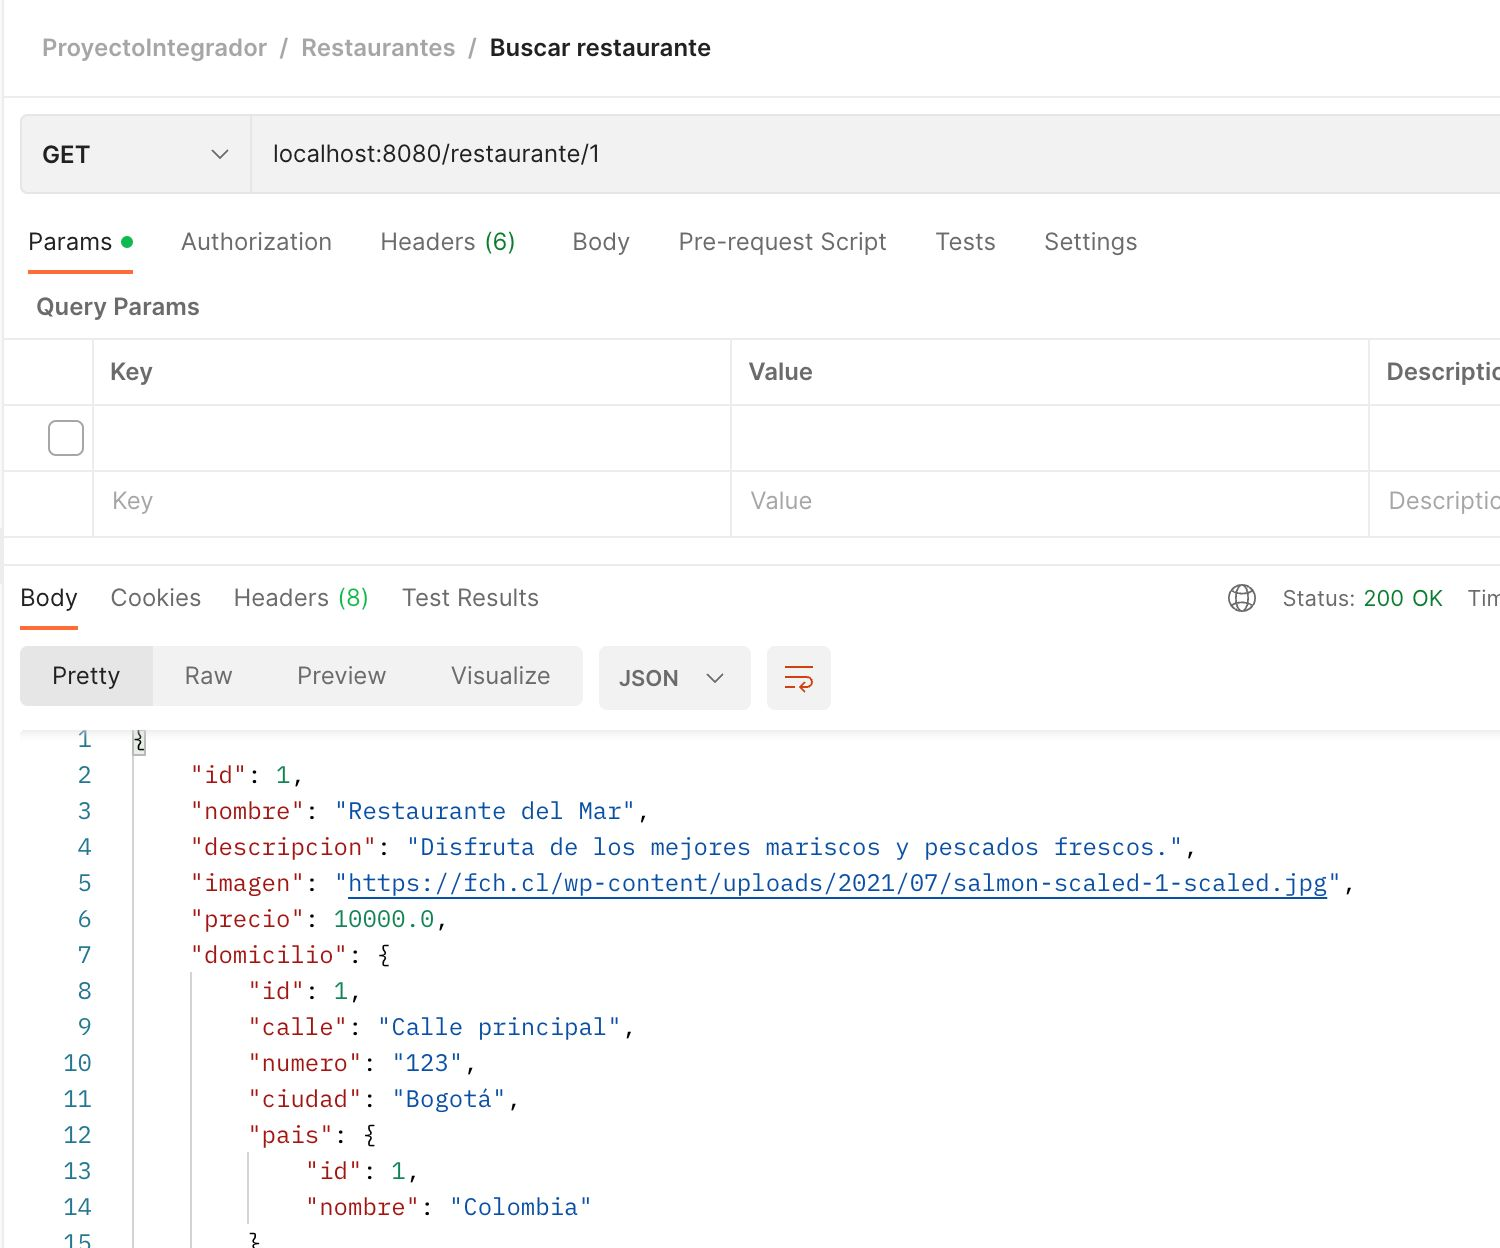 ProyectoIntegrador / Restaurantes / Buscar restaurante
GET localhost:8080/restaurante/1
Params Authorization Headers (6) Body Pre-request Script Tests Settings
Query Params
Key Value Descriptio
Key Value Descriptio
Body Cookies Headers (8) Test Results Status: 200 OK Tim
Pretty Raw Preview Visualize JSON
1 {
2 "id": 1,
3 "nombre": "Restaurante del Mar",
4 "descripcion": "Disfruta de los mejores mariscos y pescados frescos.",
5 "imagen": "https://fch.cl/wp-content/uploads/2021/07/salmon-scaled-1-scaled.jpg",
6 "precio": 10000.0,
7 "domicilio": {
8 "id": 1,
9 "calle": "Calle principal",
10 "numero": "123",
11 "ciudad": "Bogotá",
12 "pais": {
13 "id": 1,
14 "nombre": "Colombia"
15 }